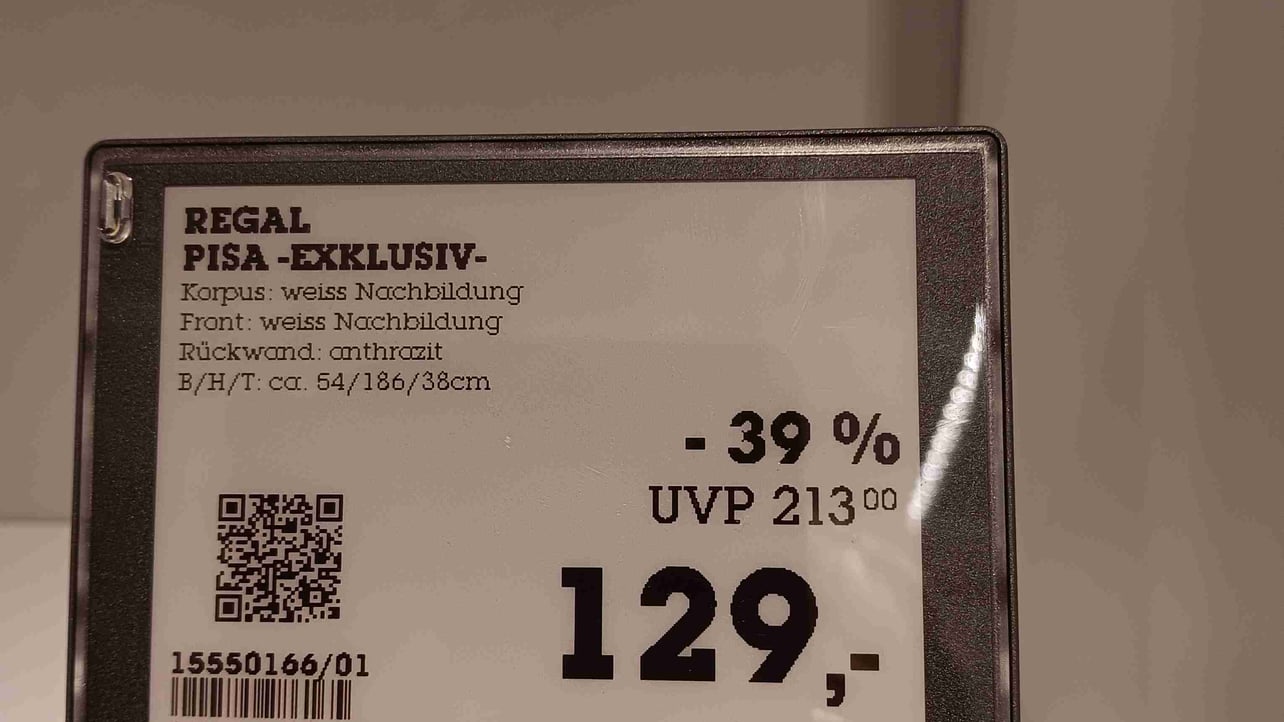 REGAL
PISA -EXKLUSIV-
Korpus: weiss Nachbildung
Front: weiss Nachbildung
Rückwand: anthrazit
B/H/T: ca. 54/186/38cm
- 39 %
UVP 213 00
129,-
15550166/01